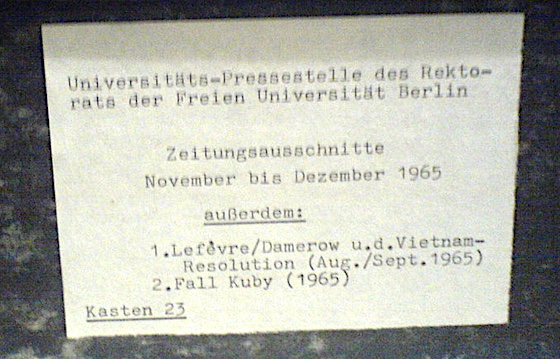 Universitäts-Pressestelle des Rekto-
rats der Freien Universität Berlin
Zeitungsausschnitte
November bis Dezember 1965
außerdem:
1.Lefèvre/Damerow u.d.Vietnam-
Resolution (Aug./Sept.1965)
2.Fall Kuby (1965)
Kasten 23